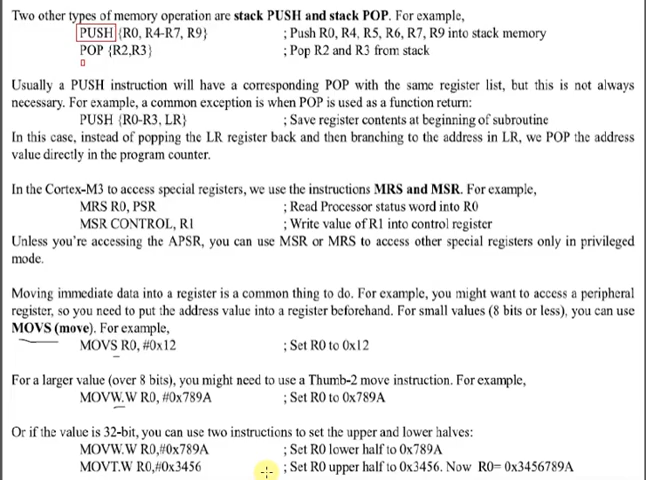 Two other types of memory operation are stack PUSH and stack POP. For example,
PUSH {R0, R4-R7, R9} ; Push R0, R4, R5, R6, R7, R9 into stack memory
POP {R2,R3} ; Pop R2 and R3 from stack
Usually a PUSH instruction will have a corresponding POP with the same register list, but this is not always
necessary. For example, a common exception is when POP is used as a function return:
PUSH {R0-R3, LR} ; Save register contents at beginning of subroutine
In this case, instead of popping the LR register back and then branching to the address in LR, we POP the address
value directly in the program counter.
In the Cortex-M3 to access special registers, we use the instructions MRS and MSR. For example,
MRS R0, PSR ; Read Processor status word into R0
MSR CONTROL, R1 ; Write value of R1 into control register
Unless you're accessing the APSR, you can use MSR or MRS to access other special registers only in privileged
mode.
Moving immediate data into a register is a common thing to do. For example, you might want to access a peripheral
register, so you need to put the address value into a register beforehand. For small values (8 bits or less), you can use
MOVS (move). For example,
MOVS R0, #0x12 ; Set R0 to 0x12
For a larger value (over 8 bits), you might need to use a Thumb-2 move instruction. For example,
MOVW.W R0, #0x789A ; Set R0 to 0x789A
Or if the value is 32-bit, you can use two instructions to set the upper and lower halves:
MOVW.W R0,#0x789A ; Set R0 lower half to 0x789A
MOVT.W R0,#0x3456 ; Set R0 upper half to 0x3456. Now R0= 0x3456789A